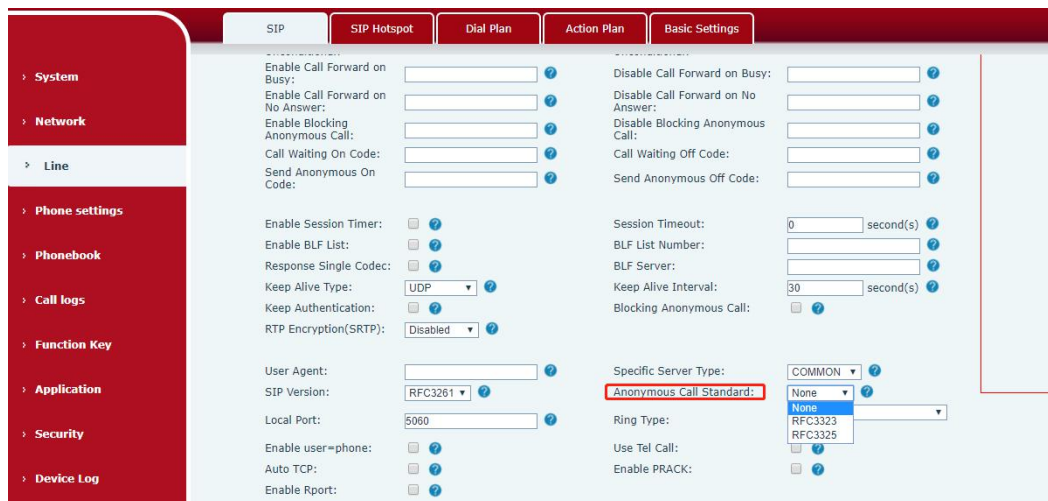 SIP
SIP Hotspot
Dial Plan
Action Plan
Basic Settings
› System
› Network
› Line
› Phone settings
› Phonebook
› Call logs
› Function Key
› Application
› Security
› Device Log
Enable Call Forward on
Busy:
Disable Call Forward on Busy:
Enable Call Forward on
No Answer:
Disable Call Forward on No
Answer:
Enable Blocking
Anonymous Call:
Disable Blocking Anonymous
Call:
Call Waiting On Code:
Call Waiting Off Code:
Send Anonymous On
Code:
Send Anonymous Off Code:
Enable Session Timer:
Session Timeout: 0 second(s)
Enable BLF List:
BLF List Number:
Response Single Codec:
BLF Server:
Keep Alive Type: UDP
Keep Alive Interval: 30 second(s)
Keep Authentication:
Blocking Anonymous Call:
RTP Encryption(SRTP): Disabled
User Agent:
Specific Server Type: COMMON
SIP Version: RFC3261
Anonymous Call Standard: None
None
RFC3323
RFC3325
Local Port: 5060
Ring Type:
Enable user=phone:
Use Tel Call:
Auto TCP:
Enable PRACK:
Enable Rport: